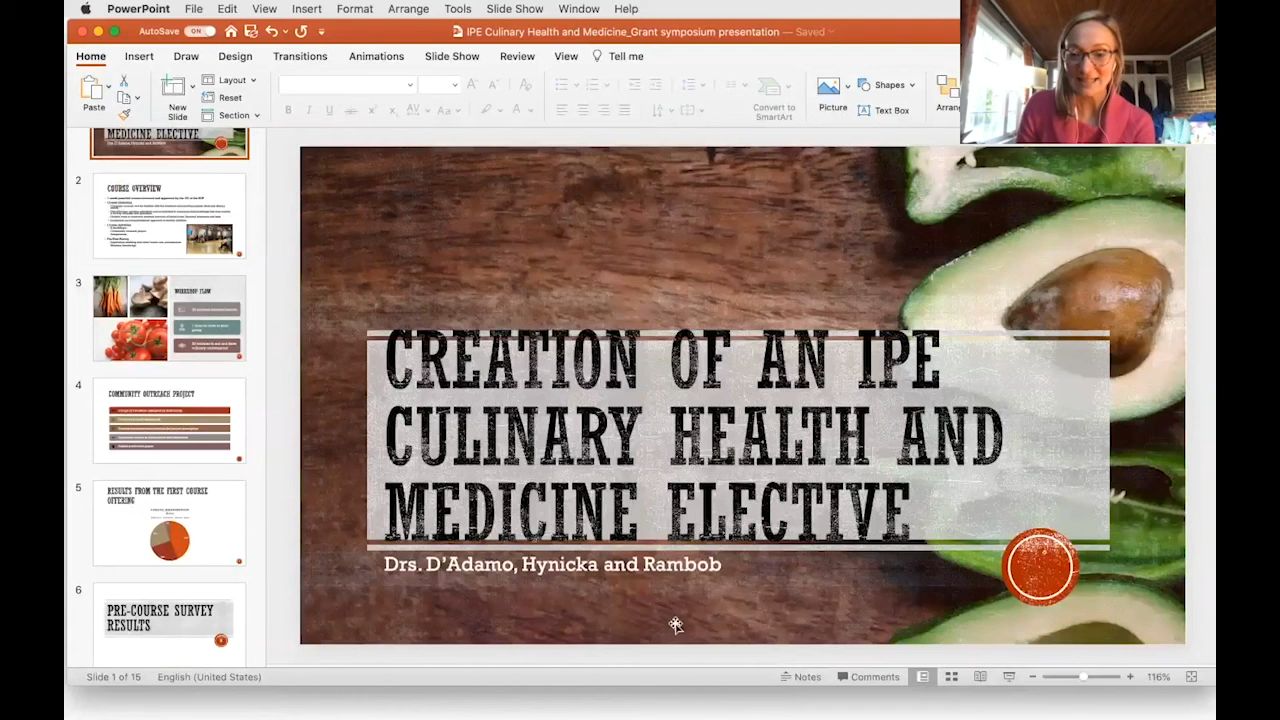 PowerPoint File Edit View Insert Format Arrange Tools Slide Show Window Help
AutoSave ON IPE Culinary Health and Medicine_Grant symposium presentation — Saved
Home Insert Draw Design Transitions Animations Slide Show Review View Tell me
Paste New Slide Layout Reset Section Convert to SmartArt Picture Shapes Text Box
B I U
MEDICINE ELECTIVE
2
COURSE OVERVIEW
3
WORKSHOP FLOW
4
COMMUNITY OUTREACH PROJECT
5
RESULTS FROM THE FIRST COURSE
OFFERING
6
PRE-COURSE SURVEY
RESULTS
CREATION OF AN IPE
CULINARY HEALTH AND
MEDICINE ELECTIVE
Drs. D'Adamo, Hynicka and Rambob
Slide 1 of 15 English (United States) Notes Comments 116%